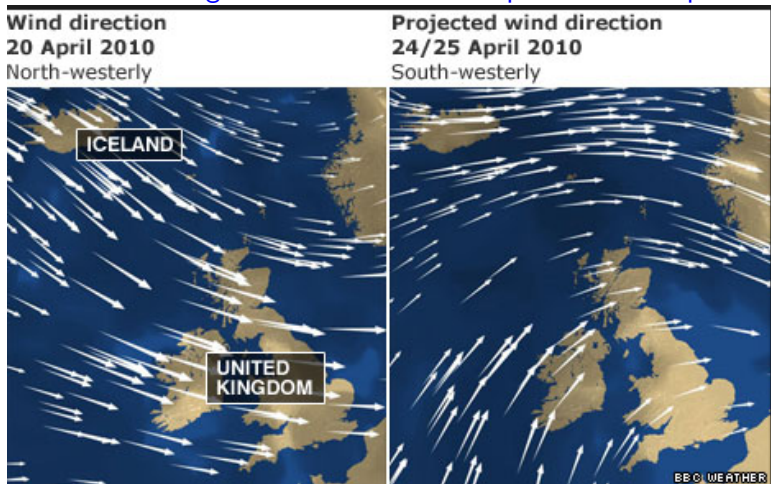 Wind direction
20 April 2010
North-westerly
ICELAND
UNITED
KINGDOM
Projected wind direction
24/25 April 2010
South-westerly
BBC WEATHER